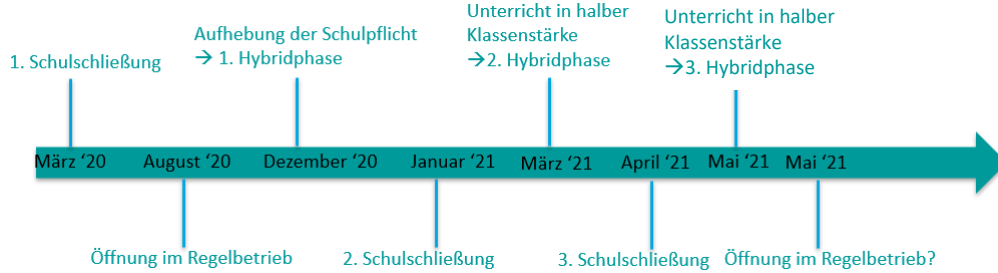 Unterricht in halber
Klassenstärke
→2. Hybridphase
Unterricht in halber
Klassenstärke
→3. Hybridphase
Aufhebung der Schulpflicht
→ 1. Hybridphase
1. Schulschließung
März ‘20 August ‘20 Dezember ‘20 Januar ‘21 März ‘21 April ‘21 Mai ‘21 Mai ‘21
Öffnung im Regelbetrieb 2. Schulschließung 3. Schulschließung Öffnung im Regelbetrieb?